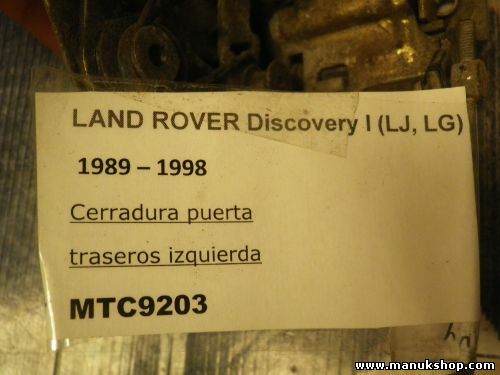 LAND ROVER Discovery I (LJ, LG)
1989 – 1998
Cerradura puerta
traseros izquierda
MTC9203
www.manukshop.com